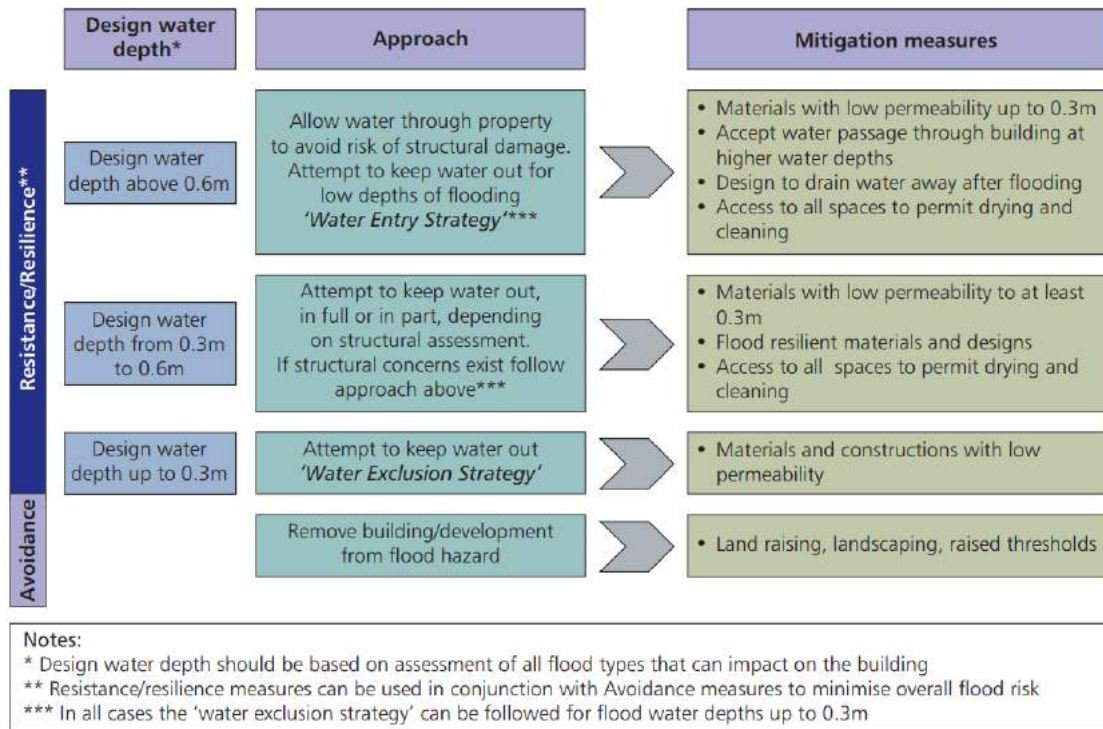 Design water
depth*
Approach
Mitigation measures
Resistance/Resilience**
Design water
depth above 0.6m
Allow water through property
to avoid risk of structural damage.
Attempt to keep water out for
low depths of flooding
'Water Entry Strategy'***
• Materials with low permeability up to 0.3m
• Accept water passage through building at
higher water depths
• Design to drain water away after flooding
• Access to all spaces to permit drying and
cleaning
Design water
depth from 0.3m
to 0.6m
Attempt to keep water out,
in full or in part, depending
on structural assessment.
If structural concerns exist follow
approach above***
• Materials with low permeability to at least
0.3m
• Flood resilient materials and designs
• Access to all spaces to permit drying and
cleaning
Design water
depth up to 0.3m
Attempt to keep water out
'Water Exclusion Strategy'
• Materials and constructions with low
permeability
Avoidance
Remove building/development
from flood hazard
• Land raising, landscaping, raised thresholds
Notes:
* Design water depth should be based on assessment of all flood types that can impact on the building
** Resistance/resilience measures can be used in conjunction with Avoidance measures to minimise overall flood risk
*** In all cases the 'water exclusion strategy' can be followed for flood water depths up to 0.3m